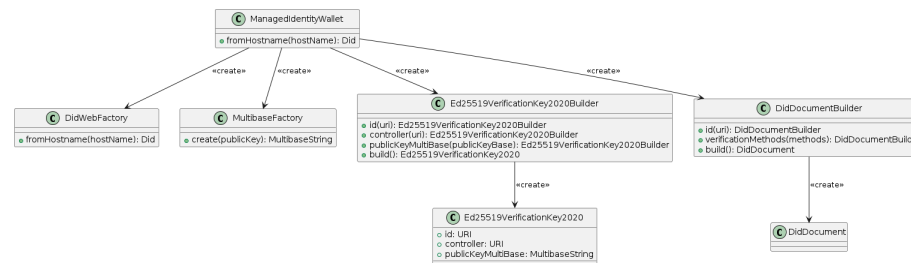 C ManagedIdentityWallet
fromHostname(hostName): Did
«create»
«create»
«create»
«create»
C DidWebFactory
fromHostname(hostName): Did
C MultibaseFactory
create(publicKey): MultibaseString
C Ed25519VerificationKey2020Builder
id(uri): Ed25519VerificationKey2020Builder
controller(uri): Ed25519VerificationKey2020Builder
publicKeyMultiBase(publicKeyBase): Ed25519VerificationKey2020Builder
build(): Ed25519VerificationKey2020
C DidDocumentBuilder
id(uri): DidDocumentBuilder
verificationMethods(methods): DidDocumentBuild
build(): DidDocument
«create»
«create»
C Ed25519VerificationKey2020
id: URI
controller: URI
publicKeyMultiBase: MultibaseString
C DidDocument